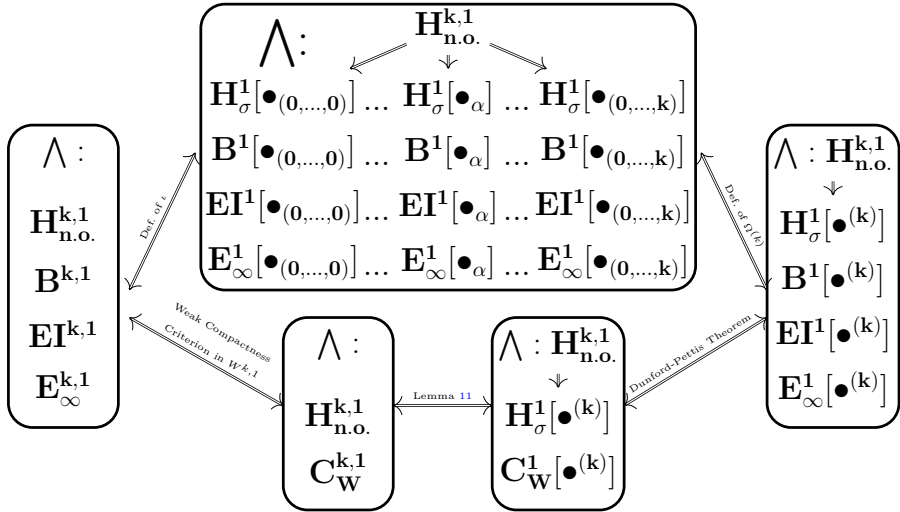 ⋀ : H^{k,1}_{n.o.}
H^1_σ[•_{(0,...,0)}] ... H^1_σ[•_α] ... H^1_σ[•_{(0,...,k)}]
B^1[•_{(0,...,0)}] ... B^1[•_α] ... B^1[•_{(0,...,k)}]
EI^1[•_{(0,...,0)}] ... EI^1[•_α] ... EI^1[•_{(0,...,k)}]
E^1_∞[•_{(0,...,0)}] ... E^1_∞[•_α] ... E^1_∞[•_{(0,...,k)}]
⋀ :
H^{k,1}_{n.o.}
B^{k,1}
EI^{k,1}
E^{k,1}_∞
Def. of ι
Def. of Ω^{(k)}
⋀ : H^{k,1}_{n.o.}
H^1_σ[•^{(k)}]
B^1[•^{(k)}]
EI^1[•^{(k)}]
E^1_∞[•^{(k)}]
Weak Compactness
Criterion in W^{k,1}
⋀ :
H^{k,1}_{n.o.}
C^{k,1}_W
Lemma 11
⋀ : H^{k,1}_{n.o.}
H^1_σ[•^{(k)}]
C^1_W[•^{(k)}]
Dunford-Pettis Theorem